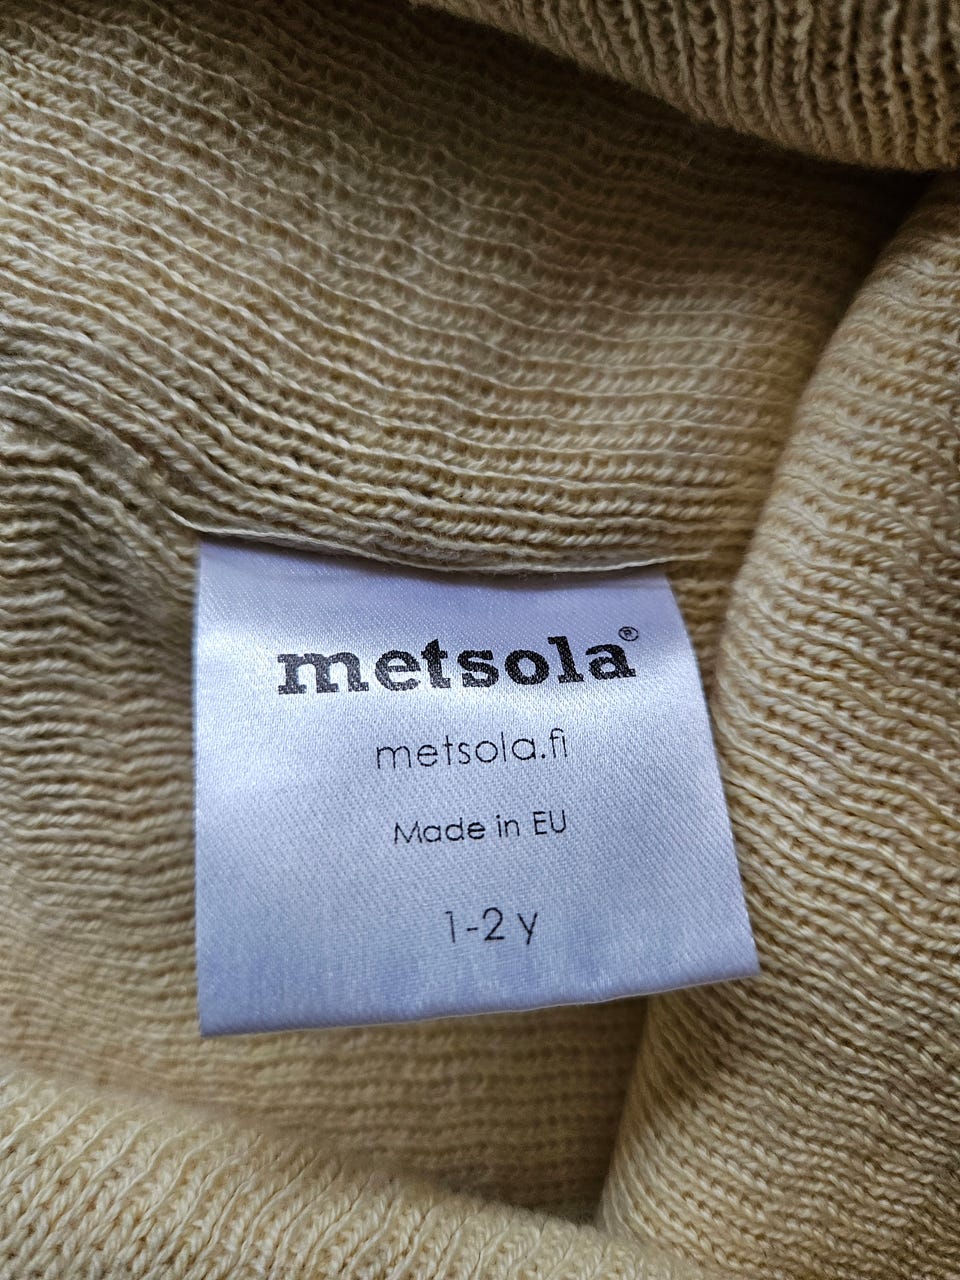 metsola®
metsola.fi
Made in EU
1-2 y